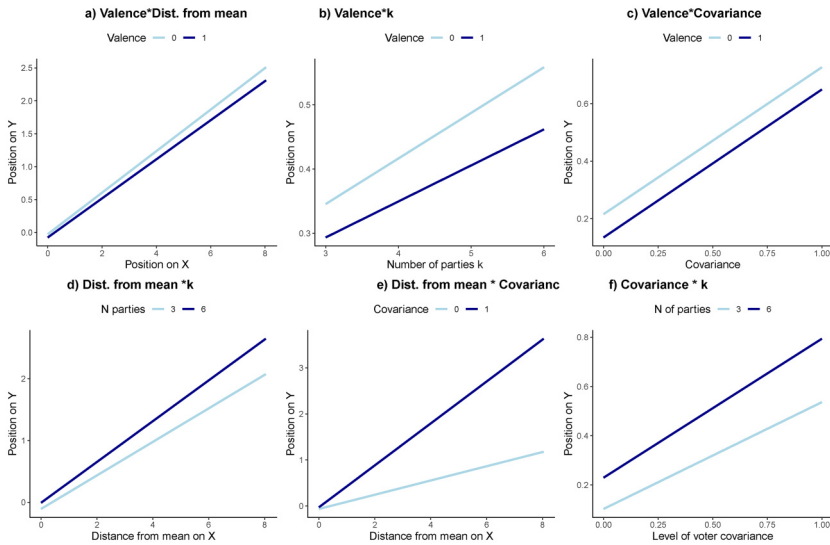 a) Valence*Dist. from mean
Valence 0 1
Position on Y
2.5
2.0
1.5
1.0
0.5
0.0
0 2 4 6 8
Position on X
b) Valence*k
Valence 0 1
Position on Y
0.5
0.4
0.3
3 4 5 6
Number of parties k
c) Valence*Covariance
Valence 0 1
Position on Y
0.6
0.4
0.2
0.00 0.25 0.50 0.75 1.00
Covariance
d) Dist. from mean *k
N parties 3 6
Position on Y
2
1
0
0 2 4 6 8
Distance from mean on X
e) Dist. from mean * Covarianc
Covariance 0 1
Position on Y
3
2
1
0
0 2 4 6 8
Distance from mean on X
f) Covariance * k
N of parties 3 6
Position on Y
0.8
0.6
0.4
0.2
0.00 0.25 0.50 0.75 1.00
Level of voter covariance